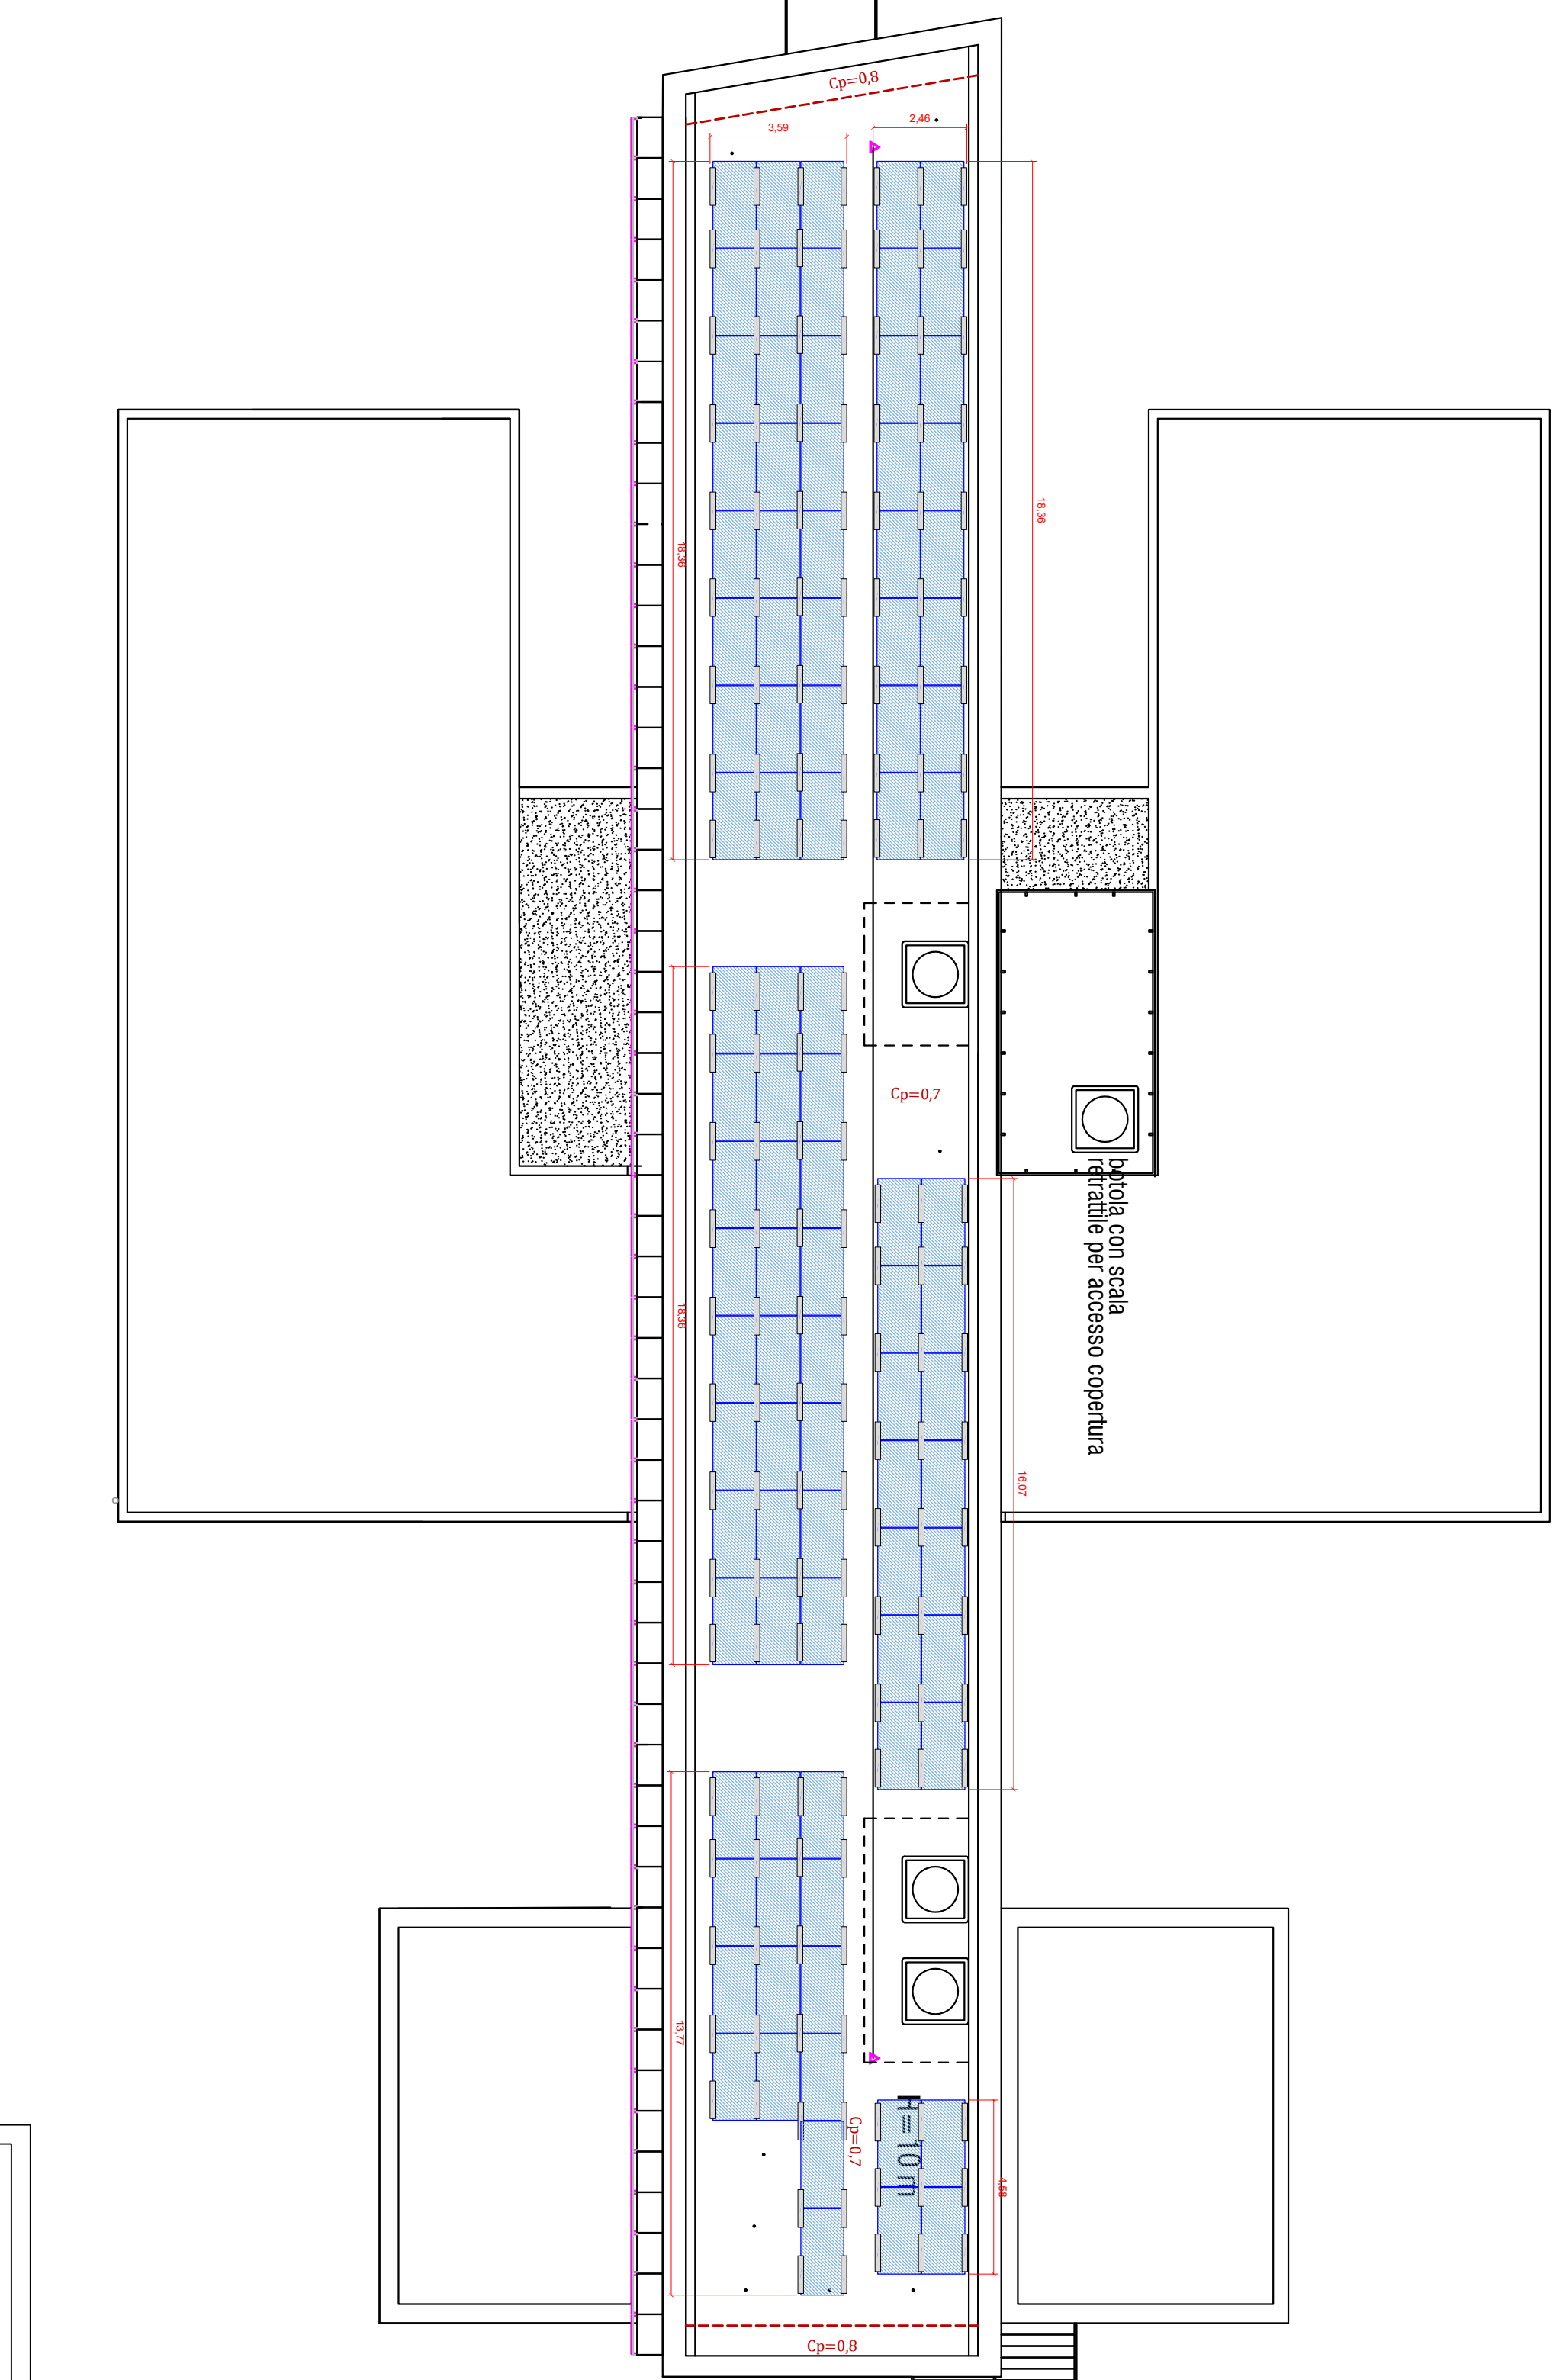 Cp=0,8
3,59
2,46
18,36
18,36
Cp=0,7
botola con scala
retrattile per accesso copertura
18,36
16,07
13,77
Cp=0,7
H=10m
4,58
Cp=0,8